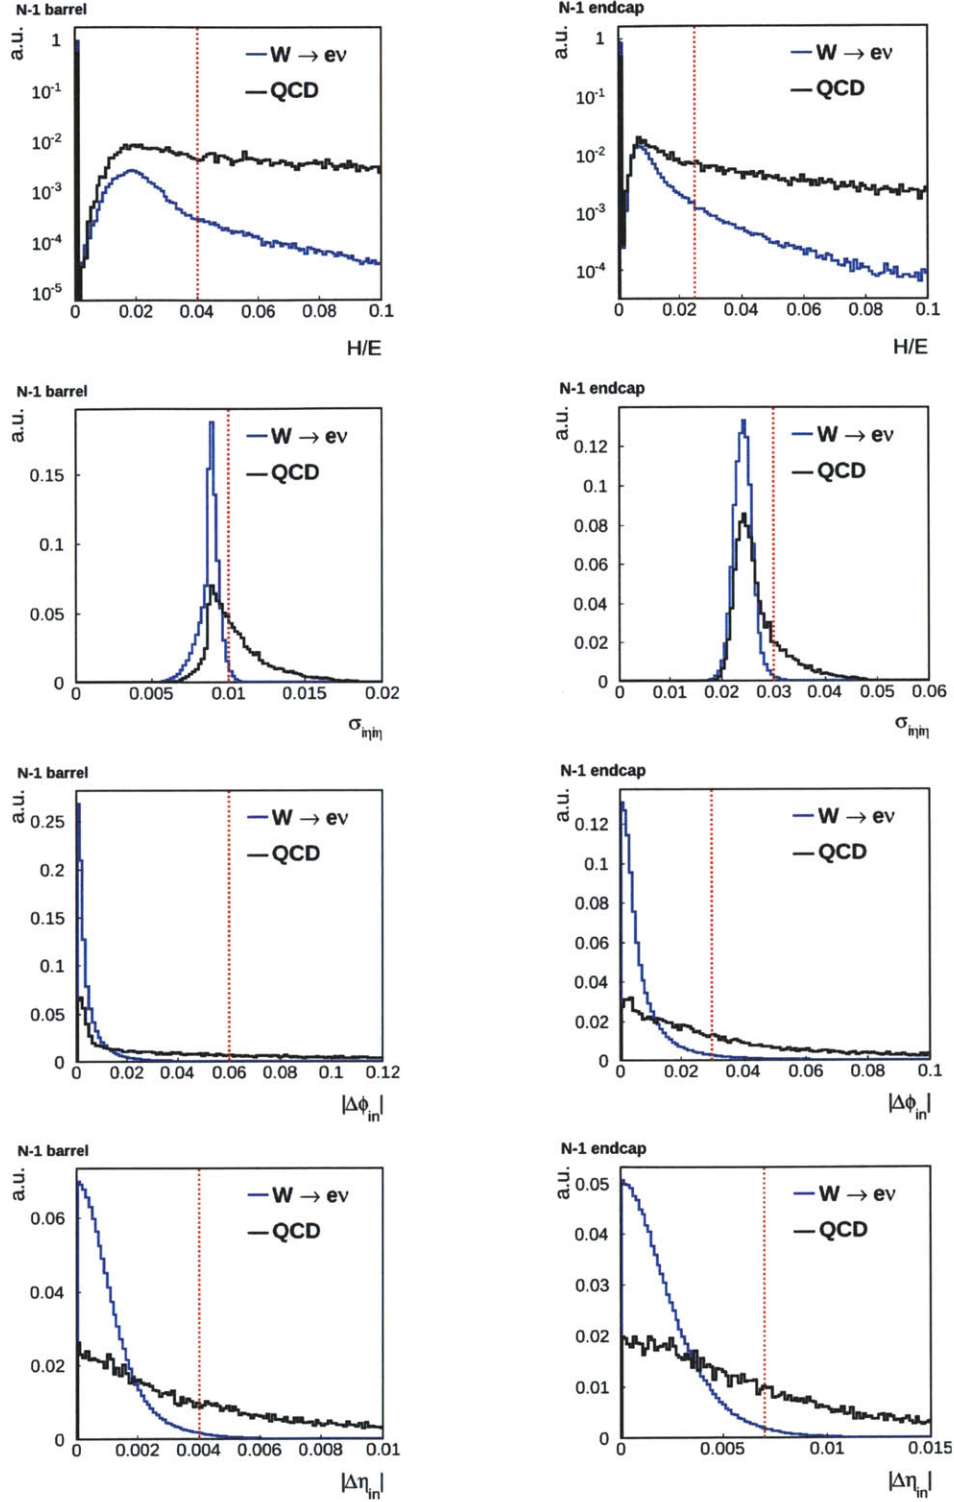 N-1 barrel
a.u.
1
10-1
10-2
10-3
10-4
10-5
W → eν
QCD
0 0.02 0.04 0.06 0.08 0.1
H/E
N-1 endcap
a.u.
1
10-1
10-2
10-3
10-4
W → eν
QCD
0 0.02 0.04 0.06 0.08 0.1
H/E
N-1 barrel
a.u.
0.15
0.1
0.05
0
W → eν
QCD
0 0.005 0.01 0.015 0.02
σiηiη
N-1 endcap
a.u.
0.12
0.1
0.08
0.06
0.04
0.02
0
W → eν
QCD
0 0.01 0.02 0.03 0.04 0.05 0.06
σiηiη
N-1 barrel
a.u.
0.25
0.2
0.15
0.1
0.05
0
W → eν
QCD
0 0.02 0.04 0.06 0.08 0.1 0.12
|Δϕin|
N-1 endcap
a.u.
0.12
0.1
0.08
0.06
0.04
0.02
0
W → eν
QCD
0 0.02 0.04 0.06 0.08 0.1
|Δϕin|
N-1 barrel
a.u.
0.06
0.04
0.02
0
W → eν
QCD
0 0.002 0.004 0.006 0.008 0.01
|Δηin|
N-1 endcap
a.u.
0.05
0.04
0.03
0.02
0.01
0
W → eν
QCD
0 0.005 0.01 0.015
|Δηin|